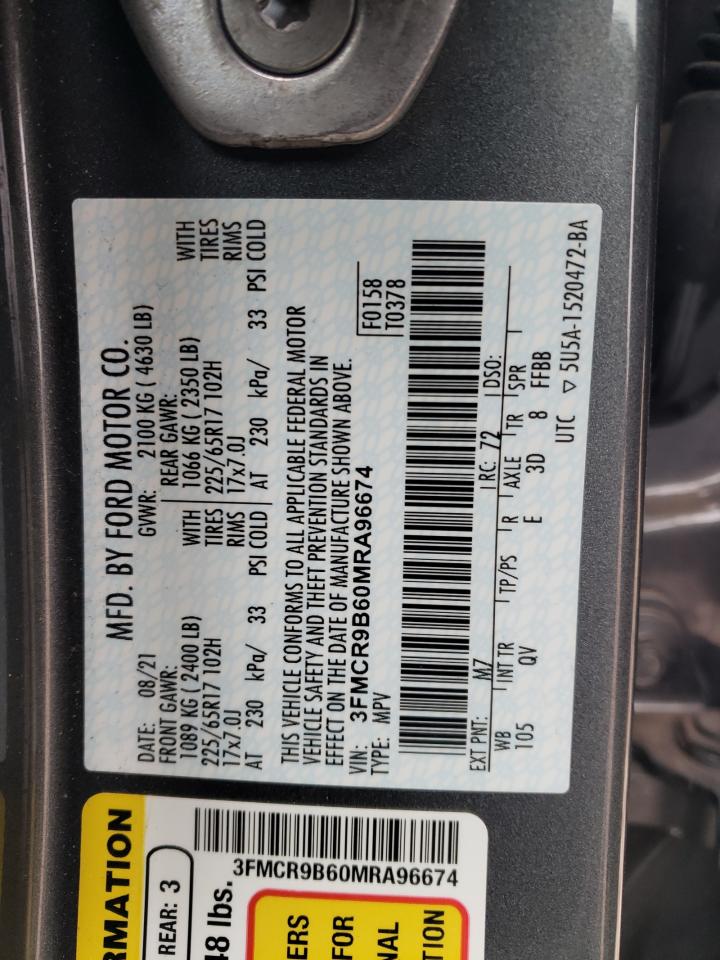 MFD. BY FORD MOTOR CO.
DATE: 08/21 GVWR: 2100 KG ( 4630 LB)
FRONT GAWR: REAR GAWR:
1089 KG ( 2400 LB) WITH 1066 KG ( 2350 LB) WITH
225/65R17 102H TIRES 225/65R17 102H TIRES
17x7.0J RIMS 17x7.0J RIMS
AT 230 kPa/ 33 PSI COLD AT 230 kPa/ 33 PSI COLD
THIS VEHICLE CONFORMS TO ALL APPLICABLE FEDERAL MOTOR
VEHICLE SAFETY AND THEFT PREVENTION STANDARDS IN
EFFECT ON THE DATE OF MANUFACTURE SHOWN ABOVE.
VIN: 3FMCR9B60MRA96674 F0158
TYPE: MPV T0378
EXT PNT: M7 RC: 72 DSO:
WB INT TR TP/PS R AXLE TR SPR
105 QV E 3D 8 FFBB
UTC ▽ 5U5A-1520472-BA
RMATION
REAR: 3
3FMCR9B60MRA96674
48 lbs.
ERS
FOR
NAL
TION